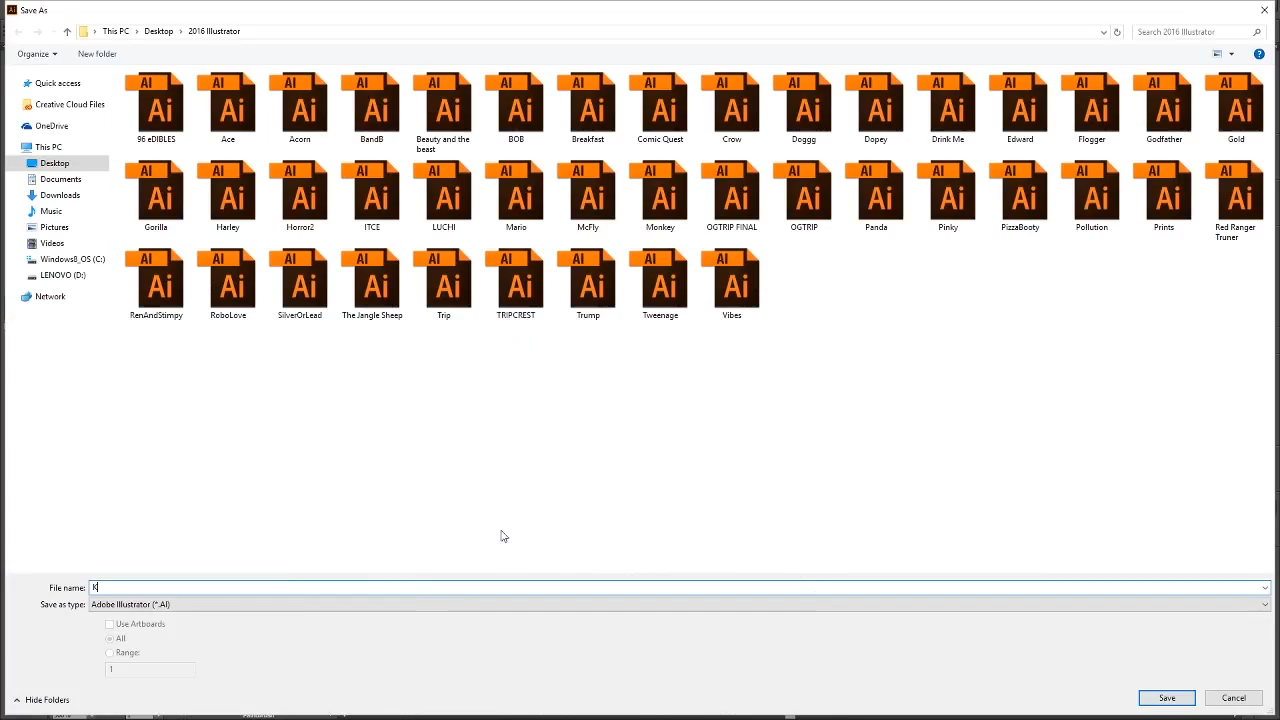 Save As
This PC > Desktop > 2016 Illustrator
Search 2016 Illustrator
Organize
New folder
Quick access
Creative Cloud Files
OneDrive
This PC
Desktop
Documents
Downloads
Music
Pictures
Videos
Windows8_OS (C:)
LENOVO (D:)
Network
96 eDIBLES
Ace
Acorn
BandB
Beauty and the
beast
BOB
Breakfast
Comic Quest
Crow
Doggg
Dopey
Drink Me
Edward
Flogger
Godfather
Gold
Gorilla
Harley
Horror2
ITCE
LUCHI
Mario
McFly
Monkey
OGTRIP FINAL
OGTRIP
Panda
Pinky
PizzaBooty
Pollution
Prints
Red Ranger
Truner
RenAndStimpy
RoboLove
SilverOrLead
The Jangle Sheep
Trip
TRIPCREST
Trump
Tweenage
Vibes
File name: K
Save as type: Adobe Illustrator (*.AI)
Use Artboards
All
Range:
1
Hide Folders
Save
Cancel